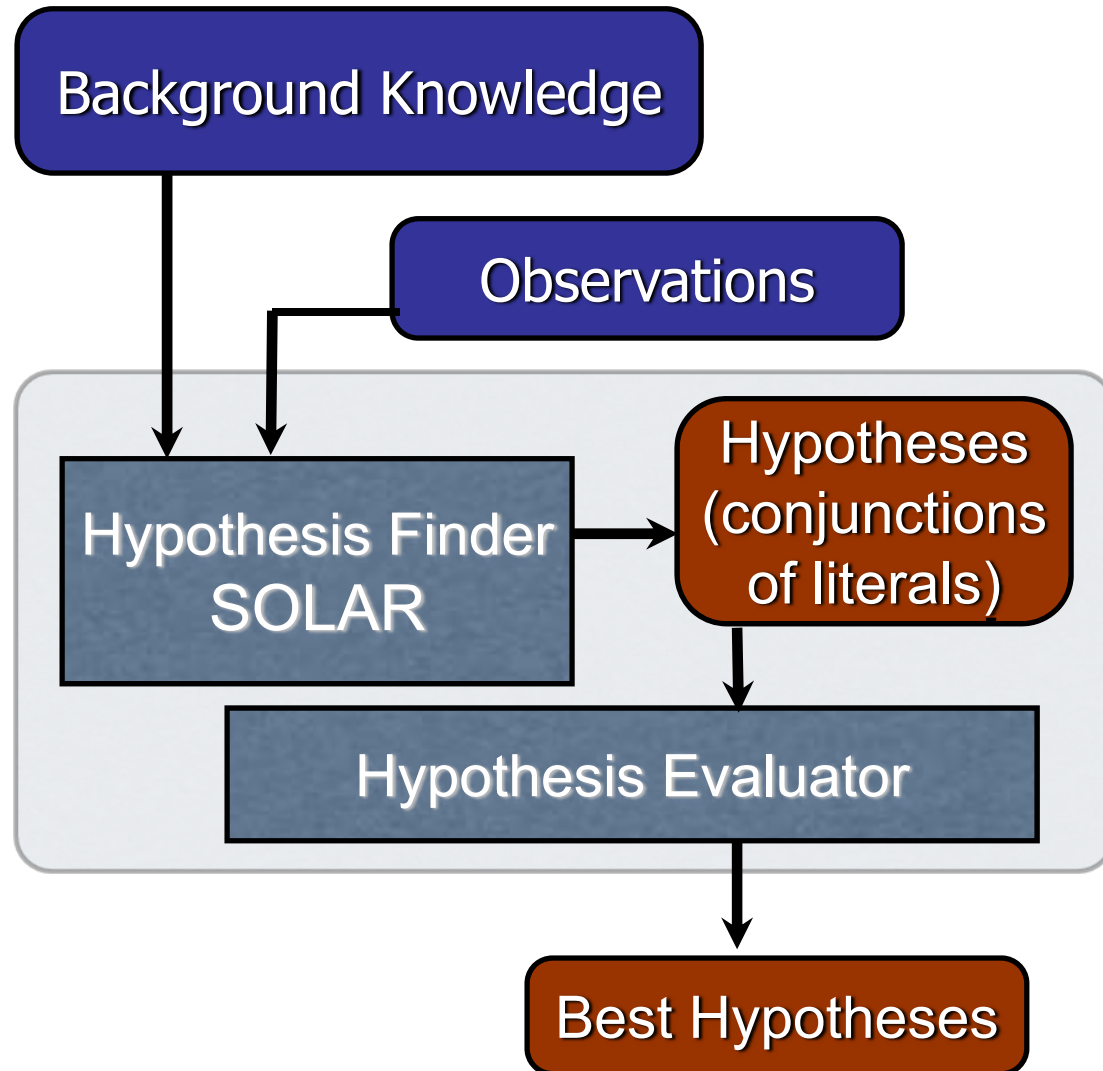 Background Knowledge
Observations
Hypothesis Finder
SOLAR
Hypotheses
(conjunctions
of literals)
Hypothesis Evaluator
Best Hypotheses